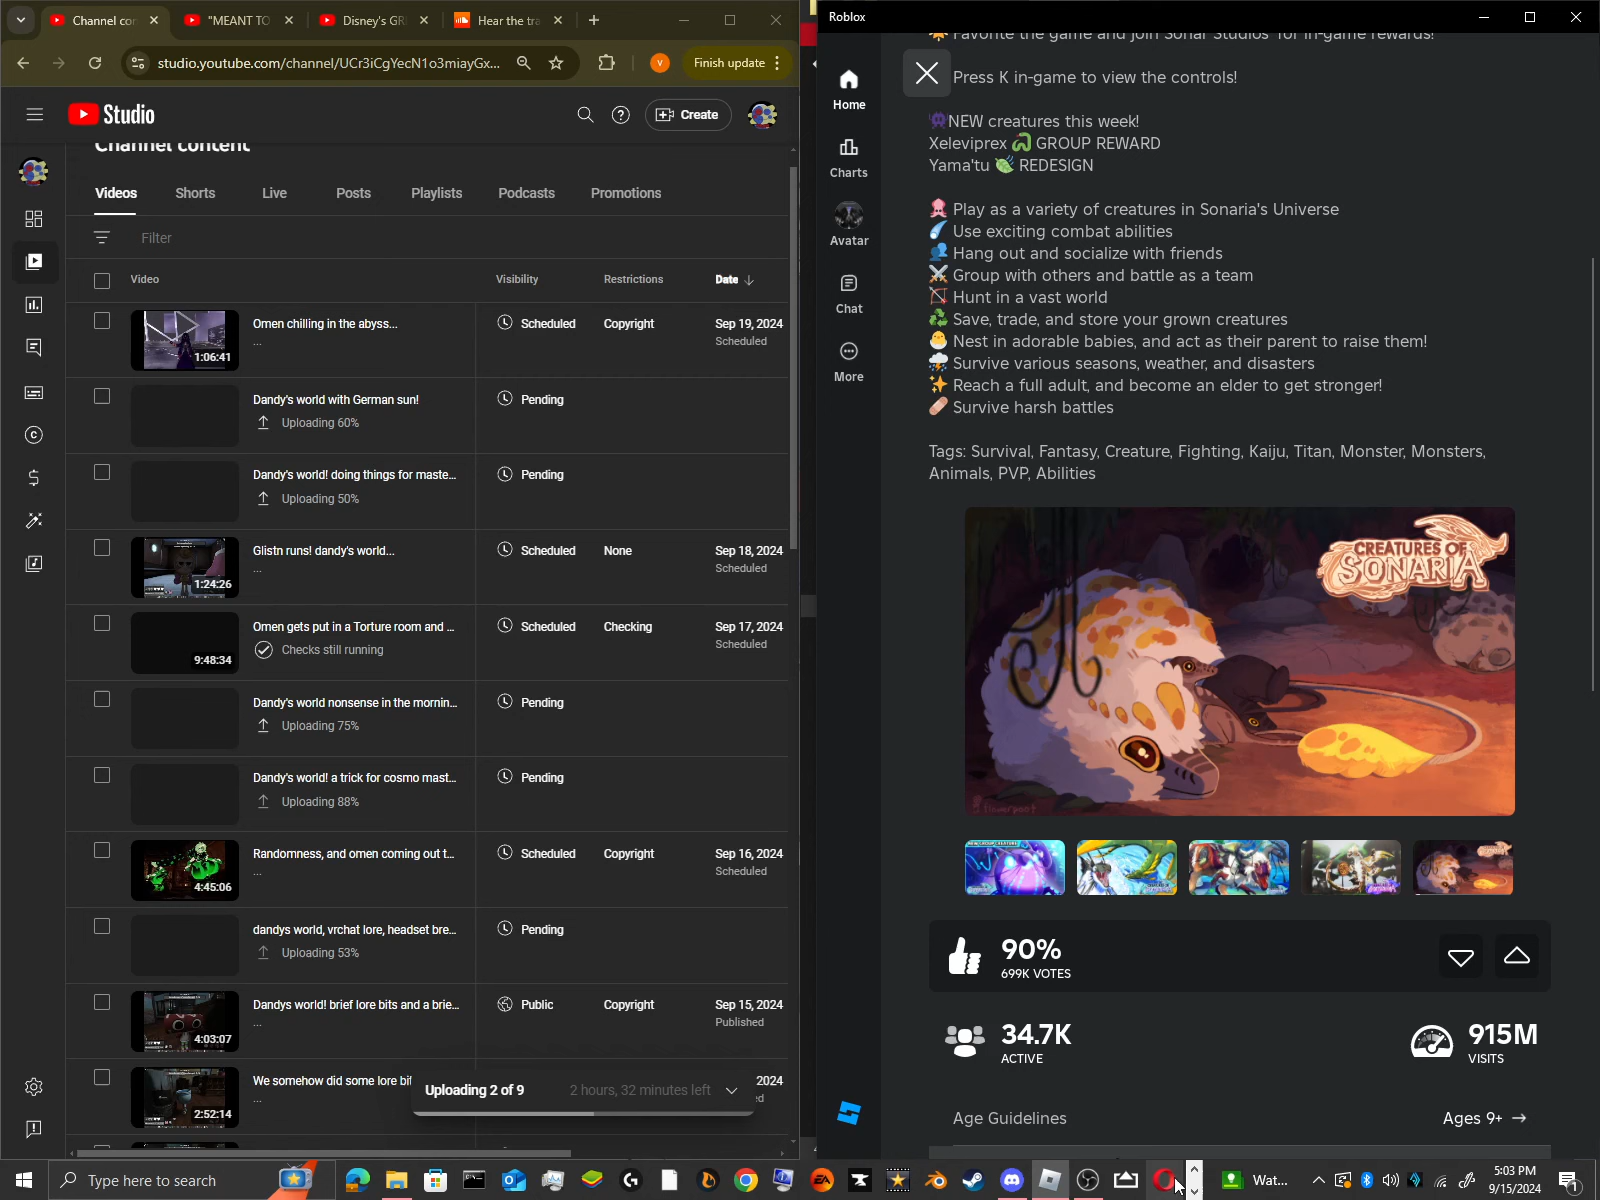 Channel con
"MEANT TO
Disney's GR
Hear the tra
studio.youtube.com/channel/UCr3iCgYecN1o3miayGx...
V
Finish update
Studio
Create
Channel content
Videos
Shorts
Live
Posts
Playlists
Podcasts
Promotions
Filter
Video
Visibility
Restrictions
Date
Omen chilling in the abyss...
...
1:06:41
Scheduled
Copyright
Sep 19, 2024
Scheduled
Dandy's world with German sun!
Uploading 60%
Pending
Dandy's world! doing things for maste...
Uploading 50%
Pending
Glistn runs! dandy's world...
...
1:24:26
Scheduled
None
Sep 18, 2024
Scheduled
Omen gets put in a Torture room and ...
Checks still running
9:48:34
Scheduled
Checking
Sep 17, 2024
Scheduled
Dandy's world nonsense in the mornin...
Uploading 75%
Pending
Dandy's world! a trick for cosmo mast...
Uploading 88%
Pending
Randomness, and omen coming out t...
...
4:45:06
Scheduled
Copyright
Sep 16, 2024
Scheduled
dandys world, vrchat lore, headset bre...
Uploading 53%
Pending
Dandys world! brief lore bits and a brie...
...
4:03:07
Public
Copyright
Sep 15, 2024
Published
We somehow did some lore bit
...
2:52:14
2024
ed
Uploading 2 of 9
2 hours, 32 minutes left
Roblox
Home
Charts
Avatar
Chat
More
Favorite the game and join Sonar Studios for in-game rewards!
Press K in-game to view the controls!
NEW creatures this week!
Xeleviprex GROUP REWARD
Yama'tu REDESIGN
Play as a variety of creatures in Sonaria's Universe
Use exciting combat abilities
Hang out and socialize with friends
Group with others and battle as a team
Hunt in a vast world
Save, trade, and store your grown creatures
Nest in adorable babies, and act as their parent to raise them!
Survive various seasons, weather, and disasters
Reach a full adult, and become an elder to get stronger!
Survive harsh battles
Tags: Survival, Fantasy, Creature, Fighting, Kaiju, Titan, Monster, Monsters,
Animals, PVP, Abilities
CREATURES OF
SONARIA
90%
699K VOTES
34.7K
ACTIVE
915M
VISITS
Age Guidelines
Ages 9+
Type here to search
EA
Wat...
5:03 PM
9/15/2024
1